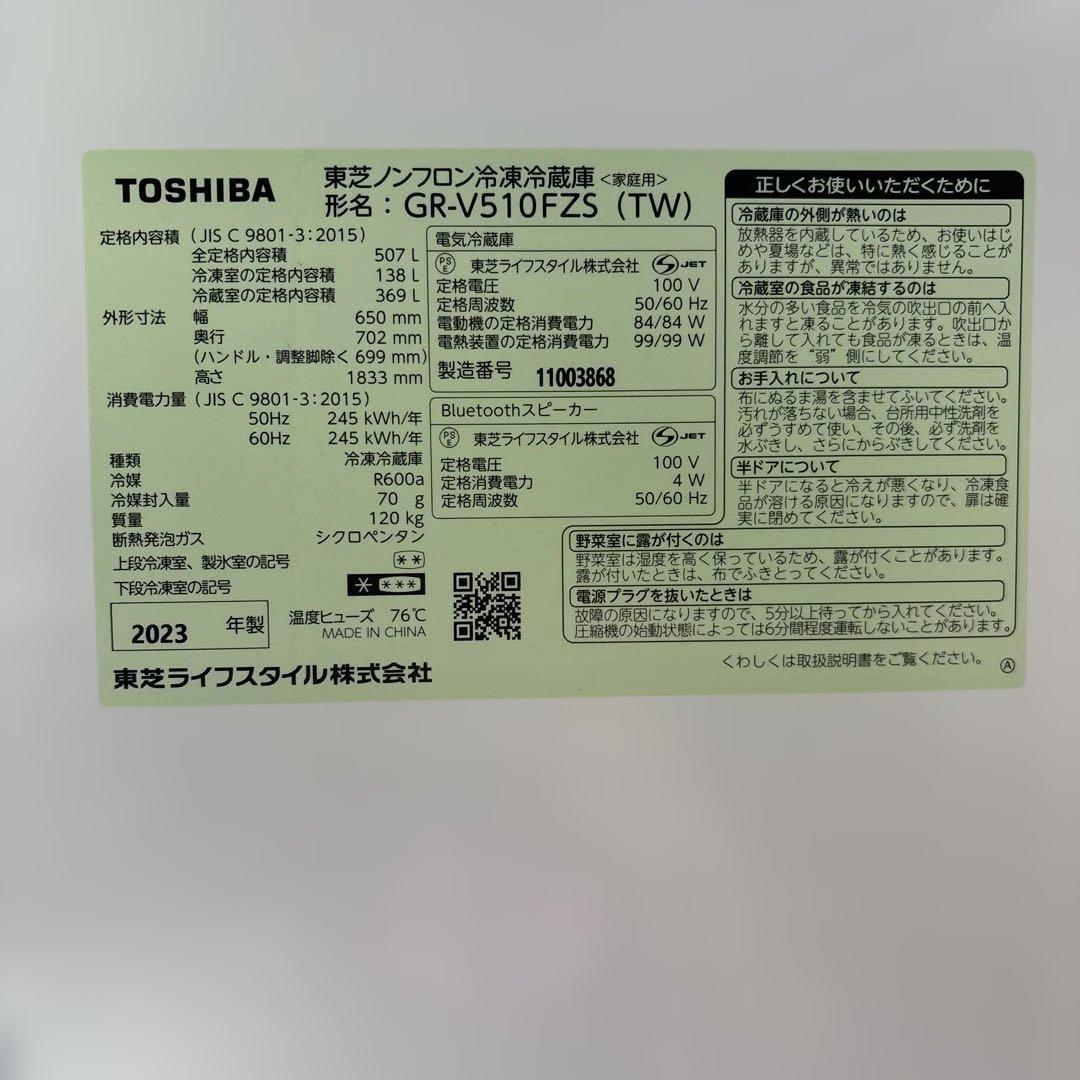 TOSHIBA
東芝ノンフロン冷凍冷蔵庫<家庭用>
形名：GR-V510FZS (TW)
定格内容積 (JIS C 9801-3:2015)
全定格内容積 507 L
冷凍室の定格内容積 138 L
冷蔵室の定格内容積 369 L
外形寸法 幅 650 mm
奥行 702 mm
(ハンドル・調整脚除く 699 mm)
高さ 1833 mm
消費電力量 (JIS C 9801-3:2015)
50Hz 245 kWh/年
60Hz 245 kWh/年
種類 冷凍冷蔵庫
冷媒 R600a
冷媒封入量 70 g
質量 120 kg
断熱発泡ガス シクロペンタン
上段冷凍室、製氷室の記号 **
下段冷凍室の記号 * ***
2023 年製
温度ヒューズ 76℃
MADE IN CHINA
東芝ライフスタイル株式会社
電気冷蔵庫
PSE 東芝ライフスタイル株式会社 S JET
定格電圧 100 V
定格周波数 50/60 Hz
電動機の定格消費電力 84/84 W
電熱装置の定格消費電力 99/99 W
製造番号 11003868
Bluetoothスピーカー
PSE 東芝ライフスタイル株式会社 S JET
定格電圧 100 V
定格消費電力 4 W
定格周波数 50/60 Hz
正しくお使いいただくために
冷蔵庫の外側が熱いのは
放熱器を内蔵しているため、お使いはじ
めや夏場などは、特に熱く感じることが
ありますが、異常ではありません。
冷蔵室の食品が凍結するのは
水分の多い食品を冷気の吹出口の前へ入
れますと凍ることがあります。吹出口か
ら離して入れても食品が凍るときは、温
度調節を“弱”側にしてください。
お手入れについて
布にぬるま湯を含ませてふいてください。
汚れが落ちない場合、台所用中性洗剤を
必ずうすめて使い、その後、必ず洗剤を
水ぶきし、さらにからぶきしてください。
半ドアについて
半ドアになると冷えが悪くなり、冷凍食
品が溶ける原因になりますので、扉は確
実に閉めてください。
野菜室に露が付くのは
野菜室は湿度を高く保っているため、露が付くことがあります。
露が付いたときは、布でふきとってください。
電源プラグを抜いたときは
故障の原因になりますので、5分以上待ってから入れてください。
圧縮機の始動状態によっては6分間程度運転しないことがあります。
くわしくは取扱説明書をご覧ください。 Ⓐ